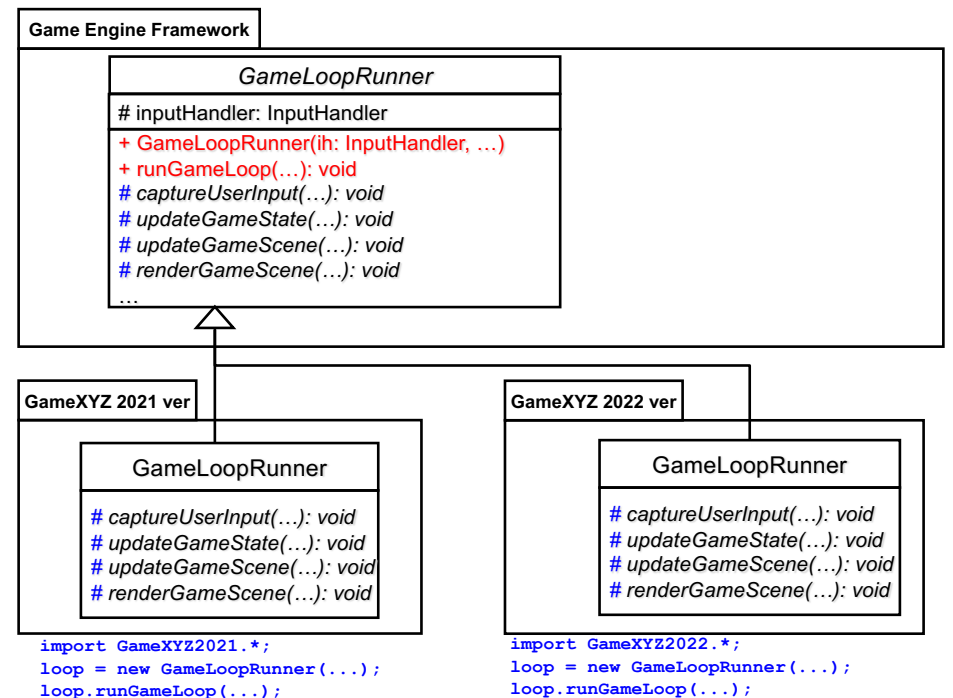 Game Engine Framework
GameLoopRunner
# inputHandler: InputHandler
+ GameLoopRunner(ih: InputHandler, …)
+ runGameLoop(…): void
# captureUserInput(…): void
# updateGameState(…): void
# updateGameScene(…): void
# renderGameScene(…): void
…
GameXYZ 2021 ver
GameLoopRunner
# captureUserInput(…): void
# updateGameState(…): void
# updateGameScene(…): void
# renderGameScene(…): void
import GameXYZ2021.*;
loop = new GameLoopRunner(...);
loop.runGameLoop(...);
GameXYZ 2022 ver
GameLoopRunner
# captureUserInput(…): void
# updateGameState(…): void
# updateGameScene(…): void
# renderGameScene(…): void
import GameXYZ2022.*;
loop = new GameLoopRunner(...);
loop.runGameLoop(...);